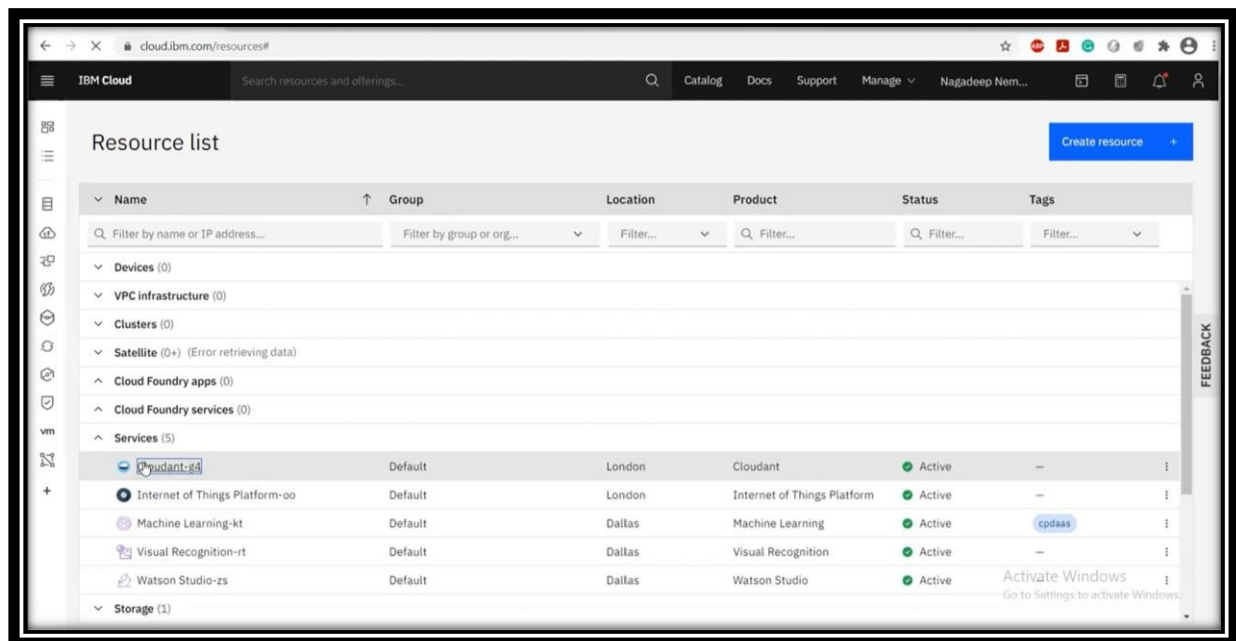 cloud.ibm.com/resources#
ABP
IBM Cloud Search resources and offerings... Catalog Docs Support Manage Nagadeep Nem...
Resource list Create resource +
Name Group Location Product Status Tags
Filter by name or IP address... Filter by group or org... Filter... Filter... Filter... Filter...
Devices (0)
VPC infrastructure (0)
Clusters (0)
Satellite (0+) (Error retrieving data)
Cloud Foundry apps (0)
Cloud Foundry services (0)
vm
Services (5)
Cloudant-g4 Default London Cloudant Active –
Internet of Things Platform-oo Default London Internet of Things Platform Active –
Machine Learning-kt Default Dallas Machine Learning Active cpdaas
Visual Recognition-rt Default Dallas Visual Recognition Active –
Watson Studio-zs Default Dallas Watson Studio Active –
Storage (1)
FEEDBACK
Activate Windows
Go to Settings to activate Windows.